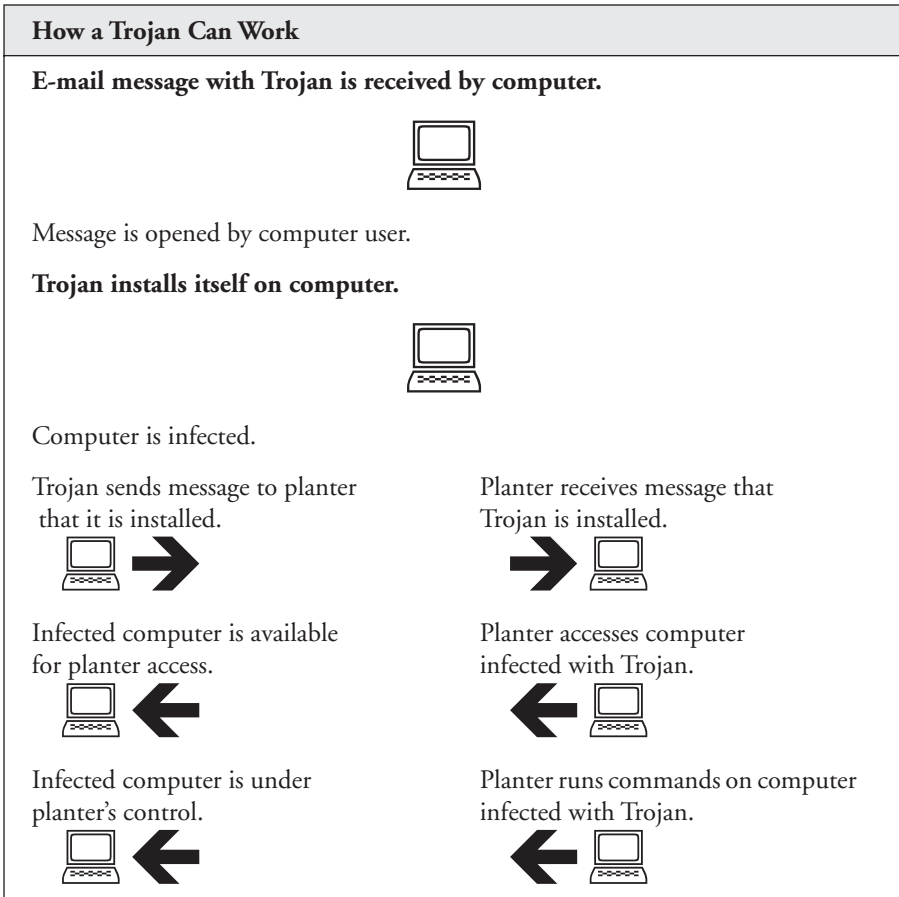 How a Trojan Can Work
E-mail message with Trojan is received by computer.
Message is opened by computer user.
Trojan installs itself on computer.
Computer is infected.
Trojan sends message to planter
that it is installed.
Planter receives message that
Trojan is installed.
Infected computer is available
for planter access.
Planter accesses computer
infected with Trojan.
Infected computer is under
planter’s control.
Planter runs commands on computer
infected with Trojan.